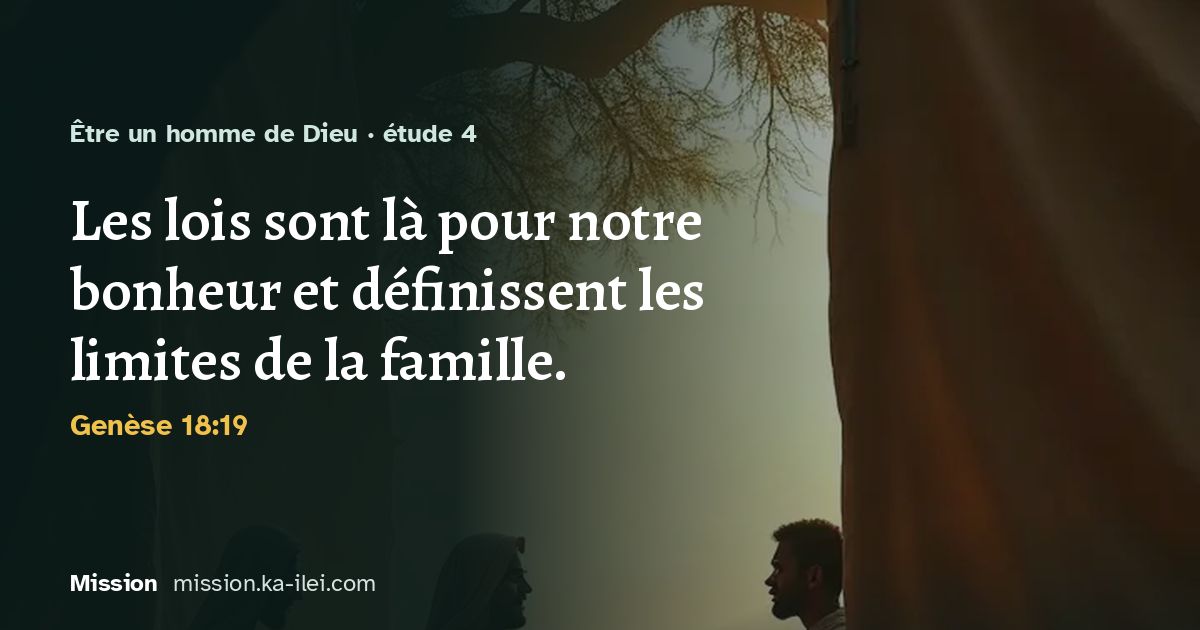 Être un homme de Dieu · étude 4
Les lois sont là pour notre
bonheur et définissent les
limites de la famille.
Genèse 18:19
Mission mission.ka-ilei.com